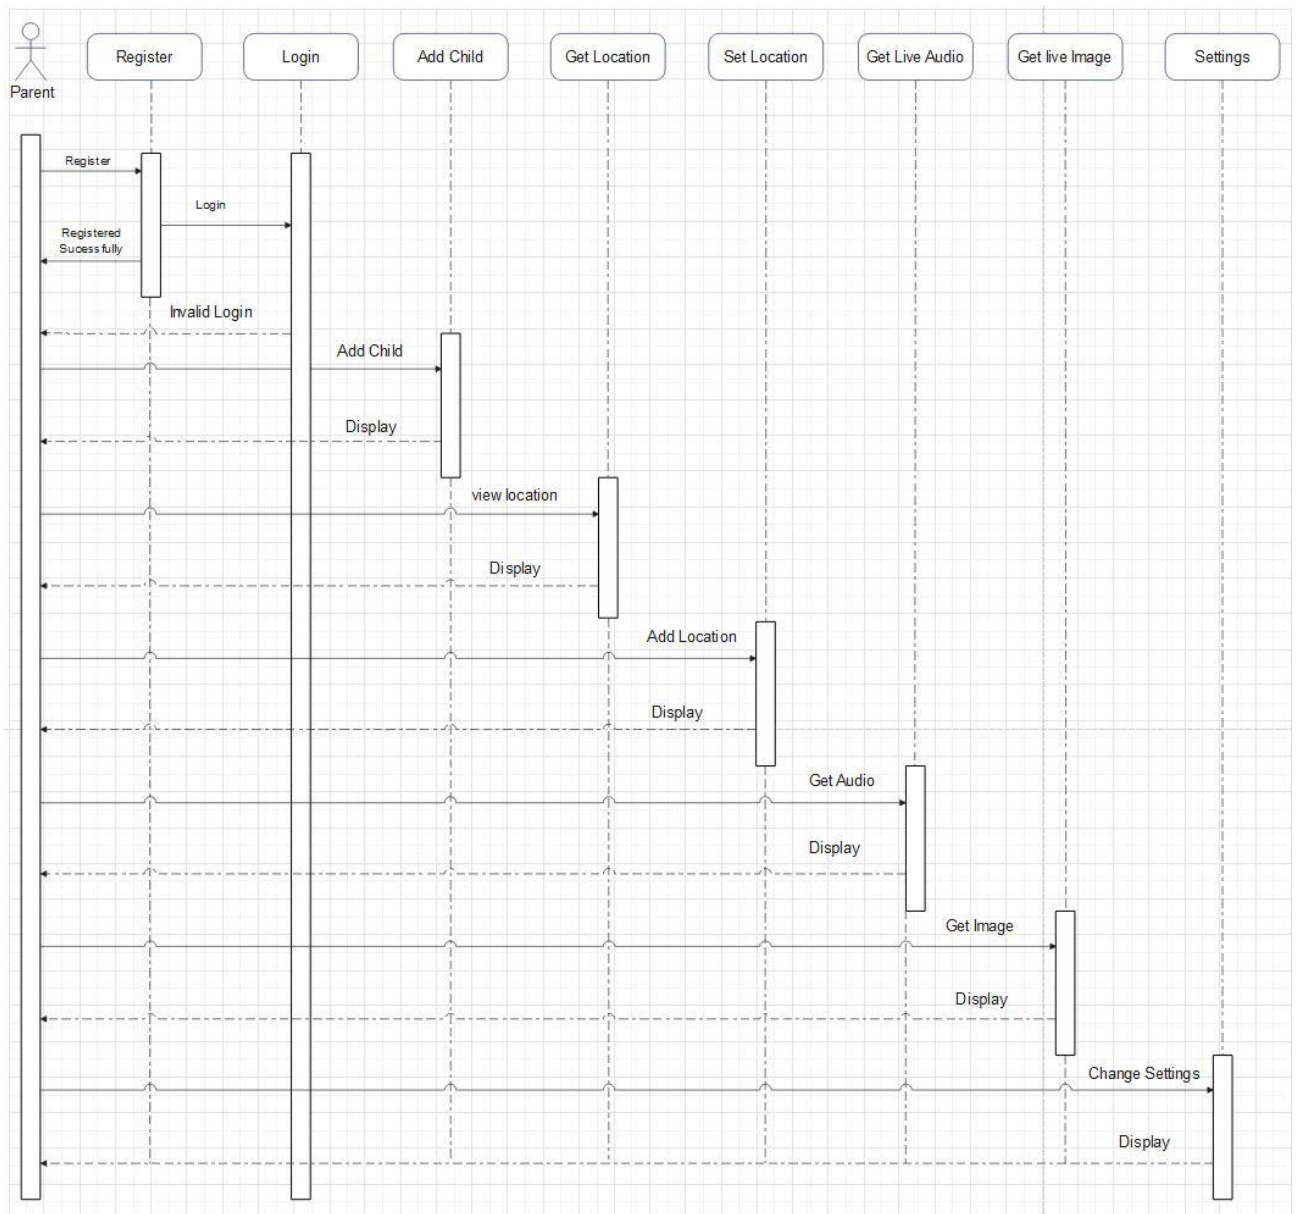 Parent
Register
Login
Add Child
Get Location
Set Location
Get Live Audio
Get live Image
Settings
Register
Login
Registered
Sucessfully
Invalid Login
Add Child
Display
view location
Display
Add Location
Display
Get Audio
Display
Get Image
Display
Change Settings
Display